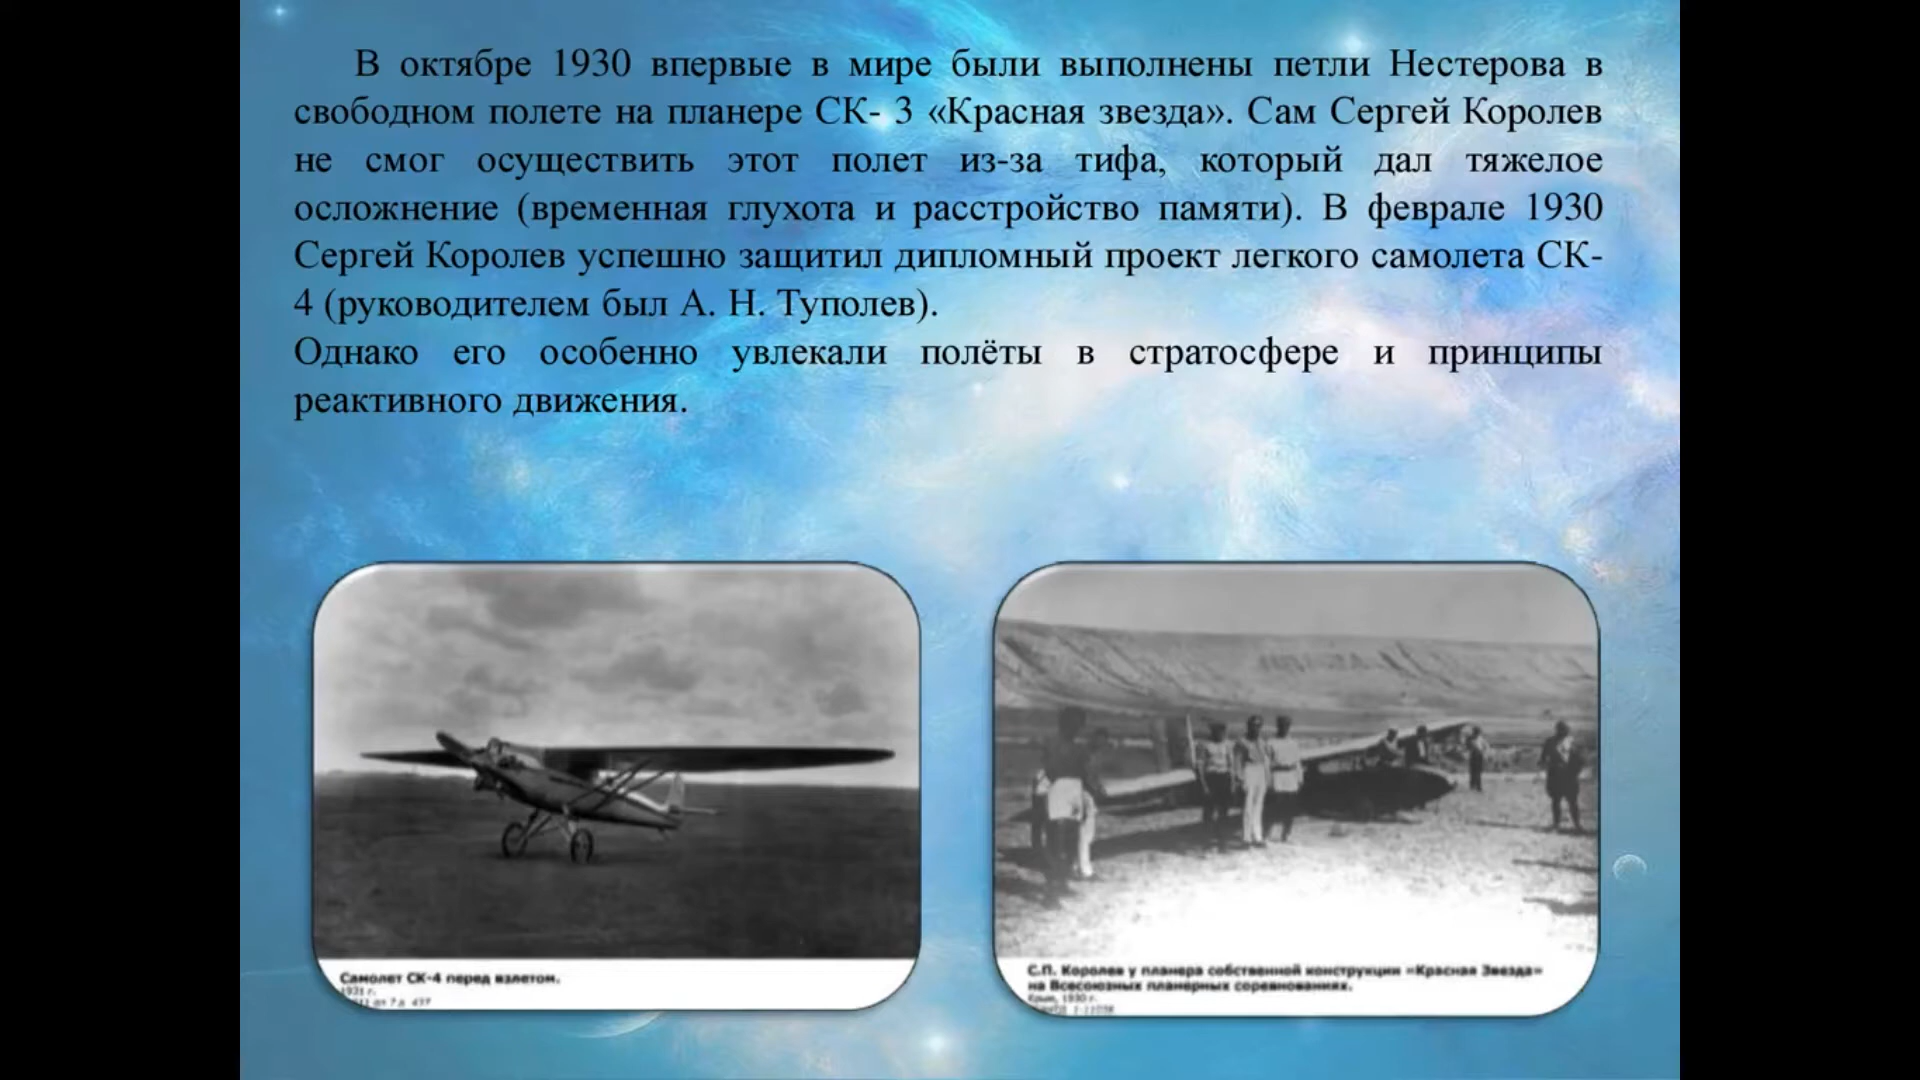 В октябре 1930 впервые в мире были выполнены петли Нестерова в
свободном полете на планере СК- 3 «Красная звезда». Сам Сергей Королев
не смог осуществить этот полет из-за тифа, который дал тяжелое
осложнение (временная глухота и расстройство памяти). В феврале 1930
Сергей Королев успешно защитил дипломный проект легкого самолета СК-
4 (руководителем был А. Н. Туполев).
Однако его особенно увлекали полёты в стратосфере и принципы
реактивного движения.
Самолет СК-4 перед взлетом.
1931 г.
С.П. Королев у планера собственной конструкции «Красная Звезда»
на Всесоюзных планерных соревнованиях.
Крым, 1930 г.